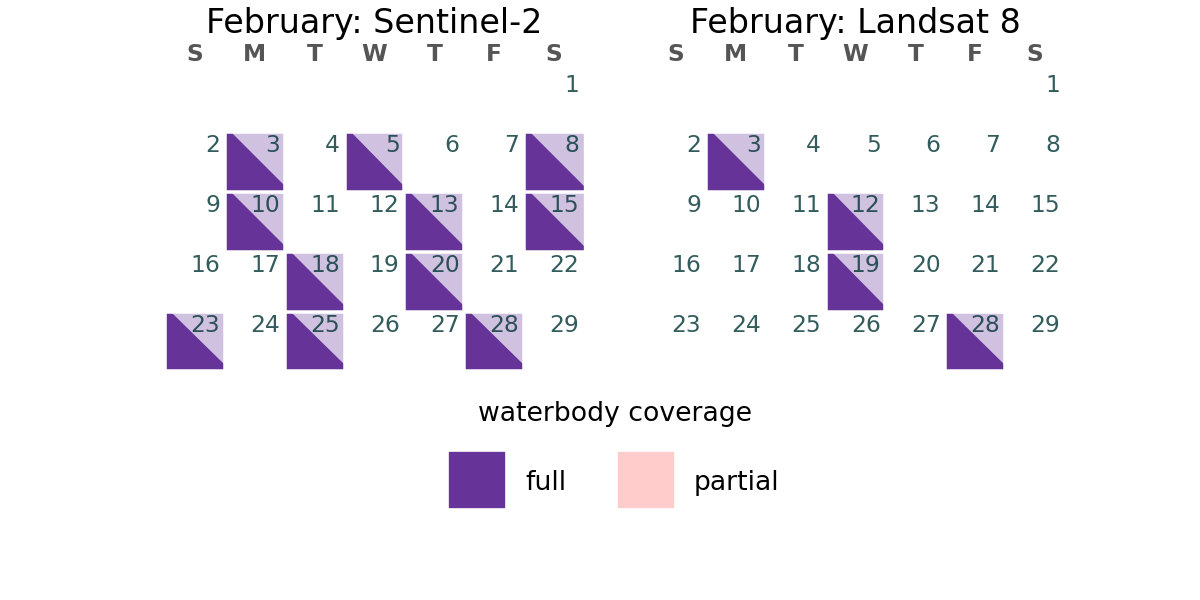 February: Sentinel-2
S M T W T F S
1
2 3 4 5 6 7 8
9 10 11 12 13 14 15
16 17 18 19 20 21 22
23 24 25 26 27 28 29
February: Landsat 8
S M T W T F S
1
2 3 4 5 6 7 8
9 10 11 12 13 14 15
16 17 18 19 20 21 22
23 24 25 26 27 28 29
waterbody coverage
full
partial